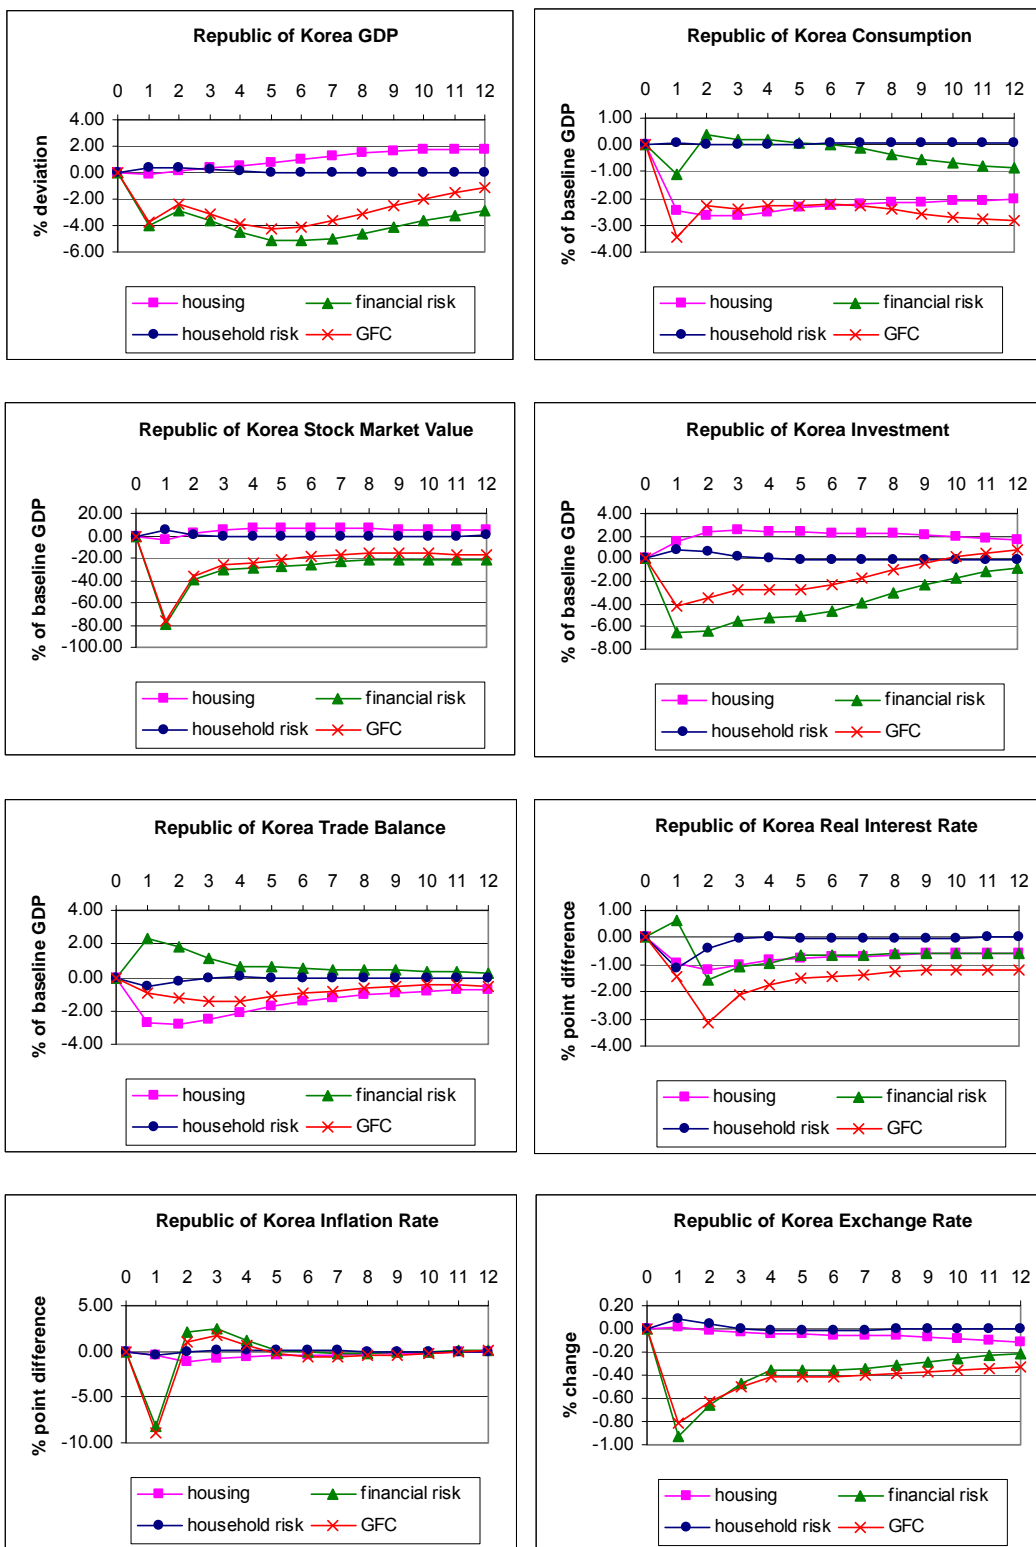 Republic of Korea GDP
0 1 2 3 4 5 6 7 8 9 10 11 12
4.00
2.00
0.00
-2.00
-4.00
-6.00
% deviation
housing financial risk
household risk GFC
Republic of Korea Consumption
0 1 2 3 4 5 6 7 8 9 10 11 12
1.00
0.00
-1.00
-2.00
-3.00
-4.00
% of baseline GDP
housing financial risk
household risk GFC
Republic of Korea Stock Market Value
0 1 2 3 4 5 6 7 8 9 10 11 12
20.00
0.00
-20.00
-40.00
-60.00
-80.00
-100.00
% of baseline GDP
housing financial risk
household risk GFC
Republic of Korea Investment
0 1 2 3 4 5 6 7 8 9 10 11 12
4.00
2.00
0.00
-2.00
-4.00
-6.00
-8.00
% of baseline GDP
housing financial risk
household risk GFC
Republic of Korea Trade Balance
0 1 2 3 4 5 6 7 8 9 10 11 12
4.00
2.00
0.00
-2.00
-4.00
% of baseline GDP
housing financial risk
household risk GFC
Republic of Korea Real Interest Rate
0 1 2 3 4 5 6 7 8 9 10 11 12
1.00
0.00
-1.00
-2.00
-3.00
-4.00
% point difference
housing financial risk
household risk GFC
Republic of Korea Inflation Rate
0 1 2 3 4 5 6 7 8 9 10 11 12
5.00
0.00
-5.00
-10.00
% point difference
housing financial risk
household risk GFC
Republic of Korea Exchange Rate
0 1 2 3 4 5 6 7 8 9 10 11 12
0.20
0.00
-0.20
-0.40
-0.60
-0.80
-1.00
% change
housing financial risk
household risk GFC